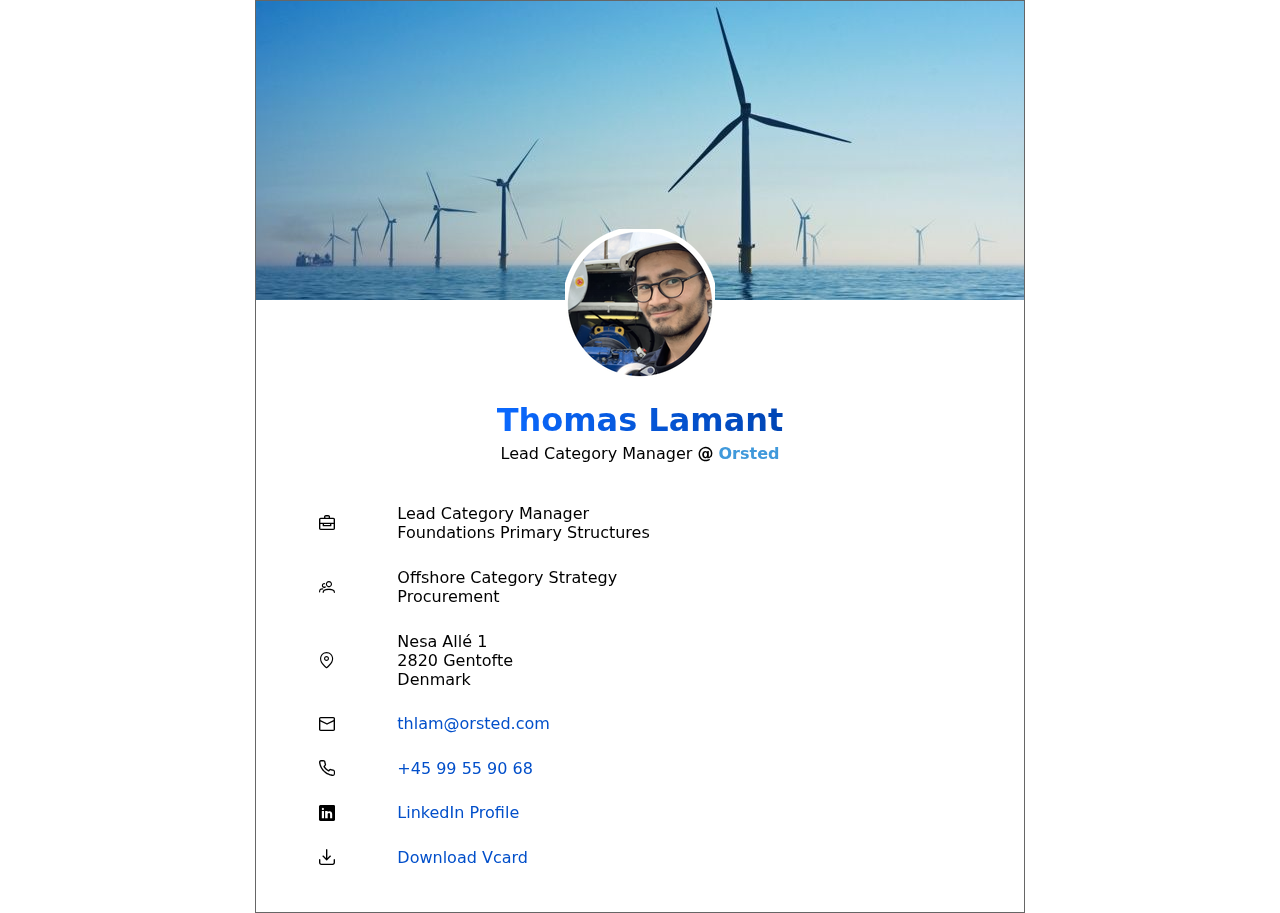 Thomas Lamant
Lead Category Manager @ Orsted
Lead Category Manager
Foundations Primary Structures
Offshore Category Strategy
Procurement
Nesa Allé 1
2820 Gentofte
Denmark
thlam@orsted.com
+45 99 55 90 68
LinkedIn Profile
Download Vcard